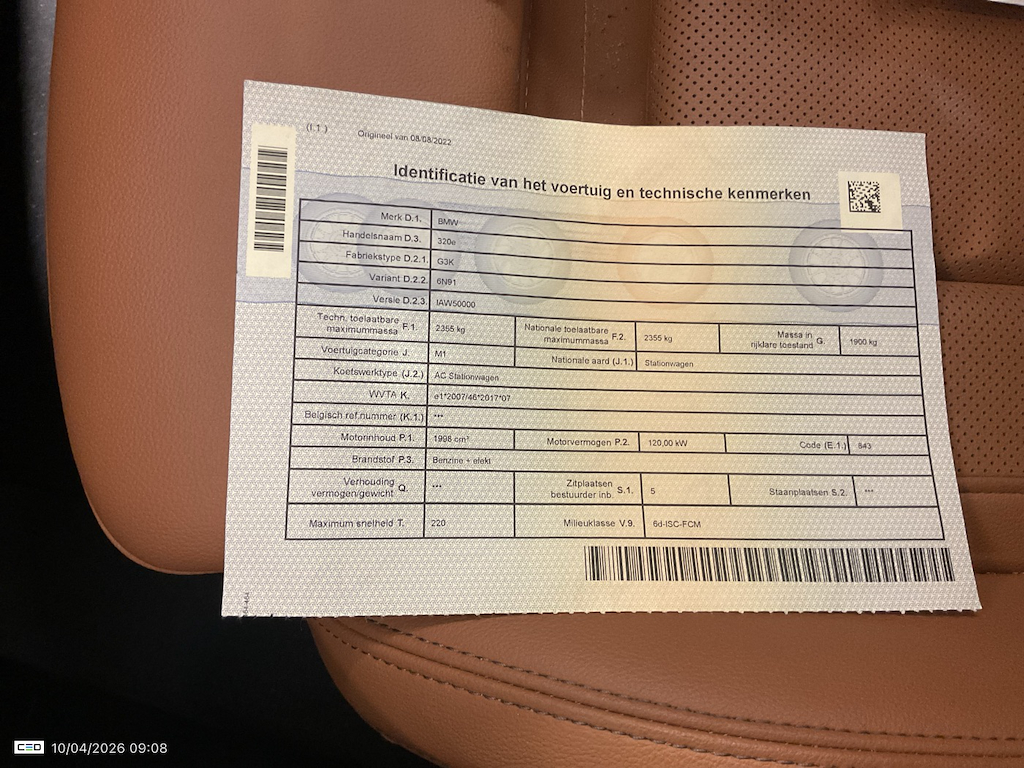 (I.1 )
Origineel van 08/08/2022
Identificatie van het voertuig en technische kenmerken
Merk D.1. BMW
Handelsnaam D.3. 320e
Fabriekstype D.2.1. G3K
Variant D.2.2. 6N91
Versie D.2.3. IAW50000
Techn. toelaatbare maximummassa F.1. 2355 kg Nationale toelaatbare maximummassa F.2. 2355 kg Massa in rijklare toestand G. 1900 kg
Voertuigcategorie J. M1 Nationale aard (J.1.) Stationwagen
Koetswerktype (J.2.) AC Stationwagen
WVTA K. e1*2007/46*2017*07
Belgisch ref.nummer (K.1.) ***
Motorinhoud P.1. 1998 cm³ Motorvermogen P.2. 120,00 kW Code (E.1.) 843
Brandstof P.3. Benzine + elekt
Verhouding vermogen/gewicht Q. *** Zitplaatsen bestuurder inb. S.1. 5 Staanplaatsen S.2. ***
Maximum snelheid T. 220 Milieuklasse V.9. 6d-ISC-FCM
CEO 10/04/2026 09:08